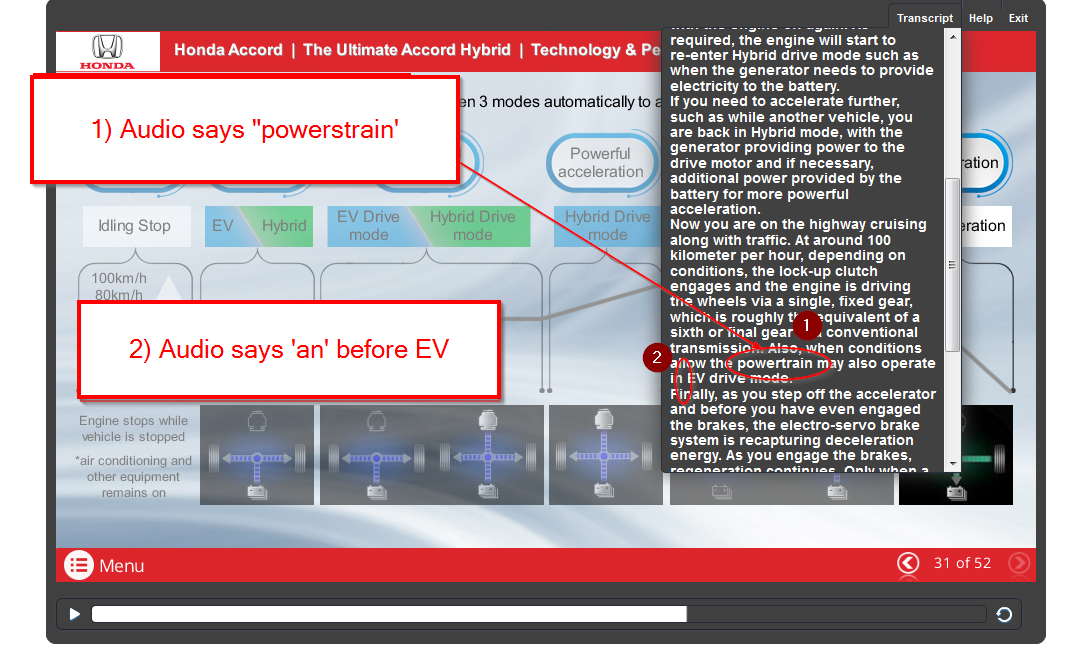 Transcript Help Exit
HONDA
Honda Accord | The Ultimate Accord Hybrid | Technology & Pe
1) Audio says "powerstrain'
en 3 modes automatically to a
Powerful
acceleration
ration
Idling Stop
EV Hybrid
EV Drive
mode
Hybrid Drive
mode
Hybrid Drive
mode
eration
100km/h
80km/h
2) Audio says 'an' before EV
required, the engine will start to
re-enter Hybrid drive mode such as
when the generator needs to provide
electricity to the battery.
If you need to accelerate further,
such as while another vehicle, you
are back in Hybrid mode, with the
generator providing power to the
drive motor and if necessary,
additional power provided by the
battery for more powerful
acceleration.
Now you are on the highway cruising
along with traffic. At around 100
kilometer per hour, depending on
conditions, the lock-up clutch
engages and the engine is driving
the wheels via a single, fixed gear,
which is roughly the equivalent of a
sixth or final gear conventional
transmission. Also, when conditions
allow the powertrain may also operate
in EV drive mode.
Finally, as you step off the accelerator
and before you have even engaged
the brakes, the electro-servo brake
system is recapturing deceleration
energy. As you engage the brakes,
regeneration continues. Only when a
1
2
Engine stops while
vehicle is stopped
*air conditioning and
other equipment
remains on
Menu
31 of 52